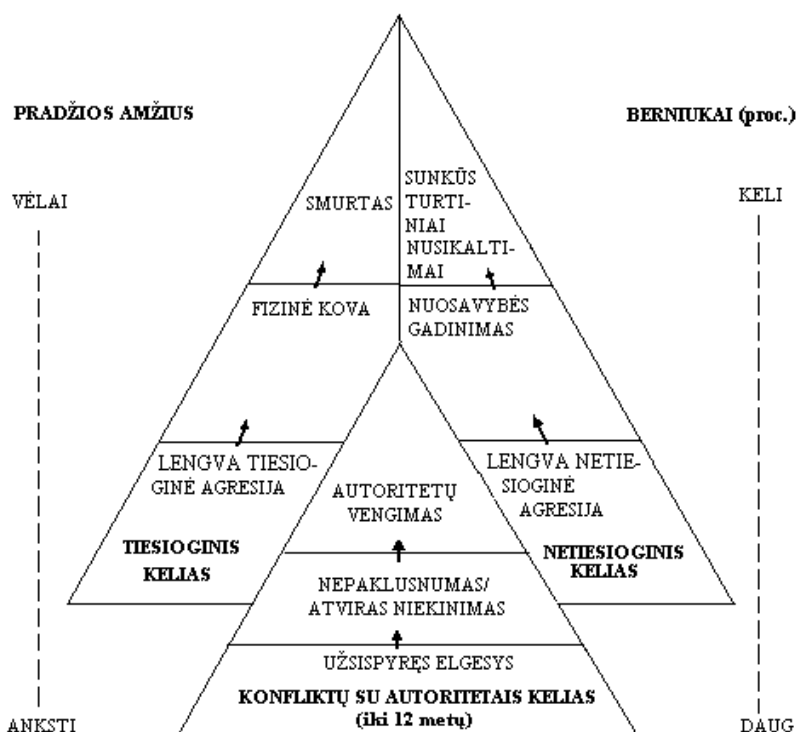 PRADŽIOS AMŽIUS
BERNIUKAI (proc.)
VĖLAI
KELI
SMURTAS
SUNKŪS
TURTI-
NIAI
NUSIKALTI-
MAI
FIZINĖ KOVA
NUOSAVYBĖS
GADINIMAS
LENGVA TIESIO-
GINĖ AGRESIJA
LENGVA NETIE-
SIOGINĖ
AGRESIJA
AUTORITETŲ
VENGIMAS
TIESIOGINIS
KELIAS
NETIESIOGINIS
KELIAS
NEPAKLUSNUMAS/
ATVIRAS NIEKINIMAS
UŽSISPYRĘS ELGESYS
KONFLIKTŲ SU AUTORITETAIS KELIAS
(iki 12 metų)
ANKSTI
DAUG